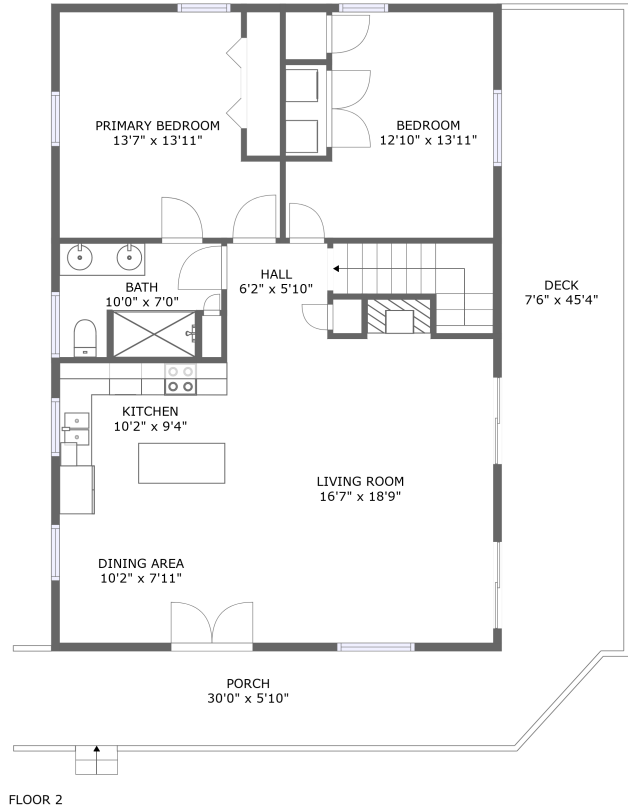 PRIMARY BEDROOM
13'7" x 13'11"
BEDROOM
12'10" x 13'11"
BATH
10'0" x 7'0"
HALL
6'2" x 5'10"
DECK
7'6" x 45'4"
KITCHEN
10'2" x 9'4"
LIVING ROOM
16'7" x 18'9"
DINING AREA
10'2" x 7'11"
PORCH
30'0" x 5'10"
FLOOR 2